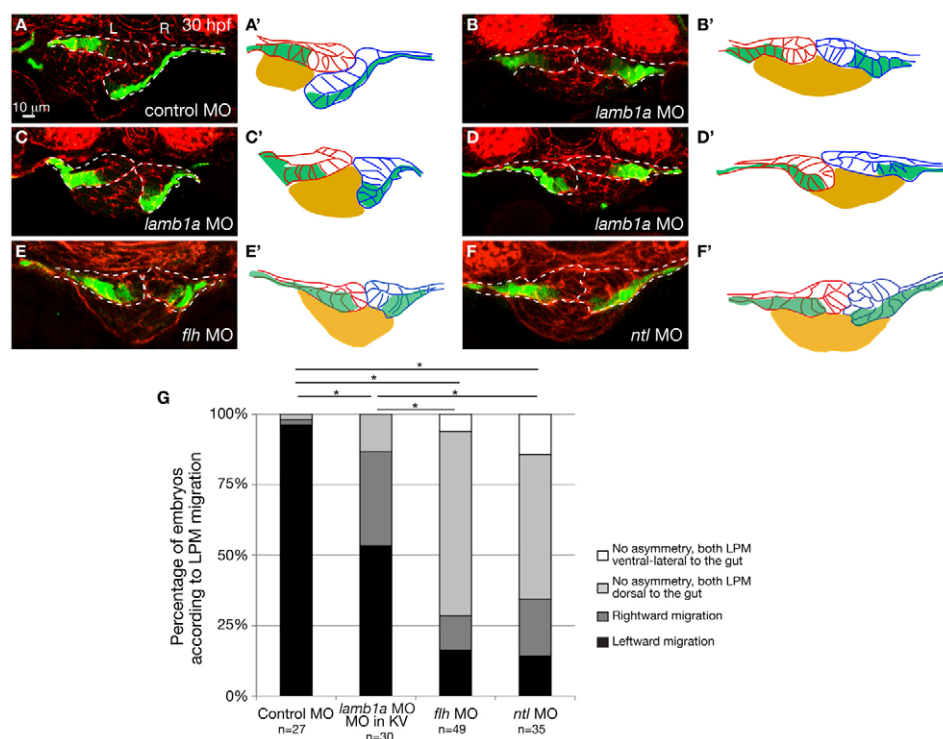 A
L
R
30 hpf
10 µm
control MO
A'
B
lamb1a MO
B'
C
lamb1a MO
C'
D
lamb1a MO
D'
E
flh MO
E'
F
ntl MO
F'
G
*
*
* *
*
100%
75%
50%
25%
0%
Percentage of embryos
according to LPM migration
No asymmetry, both LPM
ventral-lateral to the gut
No asymmetry, both LPM
dorsal to the gut
Rightward migration
Leftward migration
Control MO
n=27
lamb1a MO
MO in KV
n=30
flh MO
n=49
ntl MO
n=35